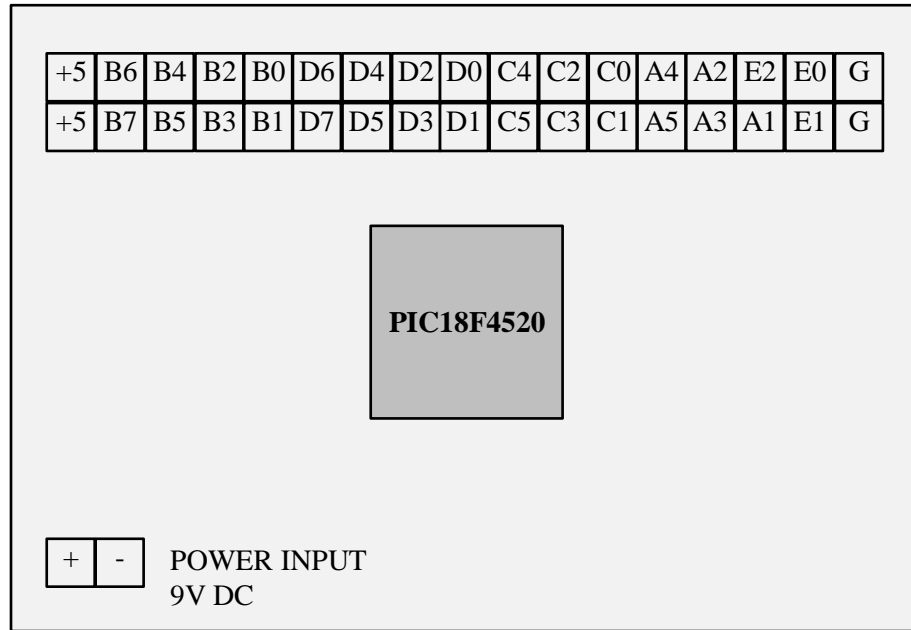 +5 B6 B4 B2 B0 D6 D4 D2 D0 C4 C2 C0 A4 A2 E2 E0 G
+5 B7 B5 B3 B1 D7 D5 D3 D1 C5 C3 C1 A5 A3 A1 E1 G
PIC18F4520
+ - POWER INPUT
9V DC